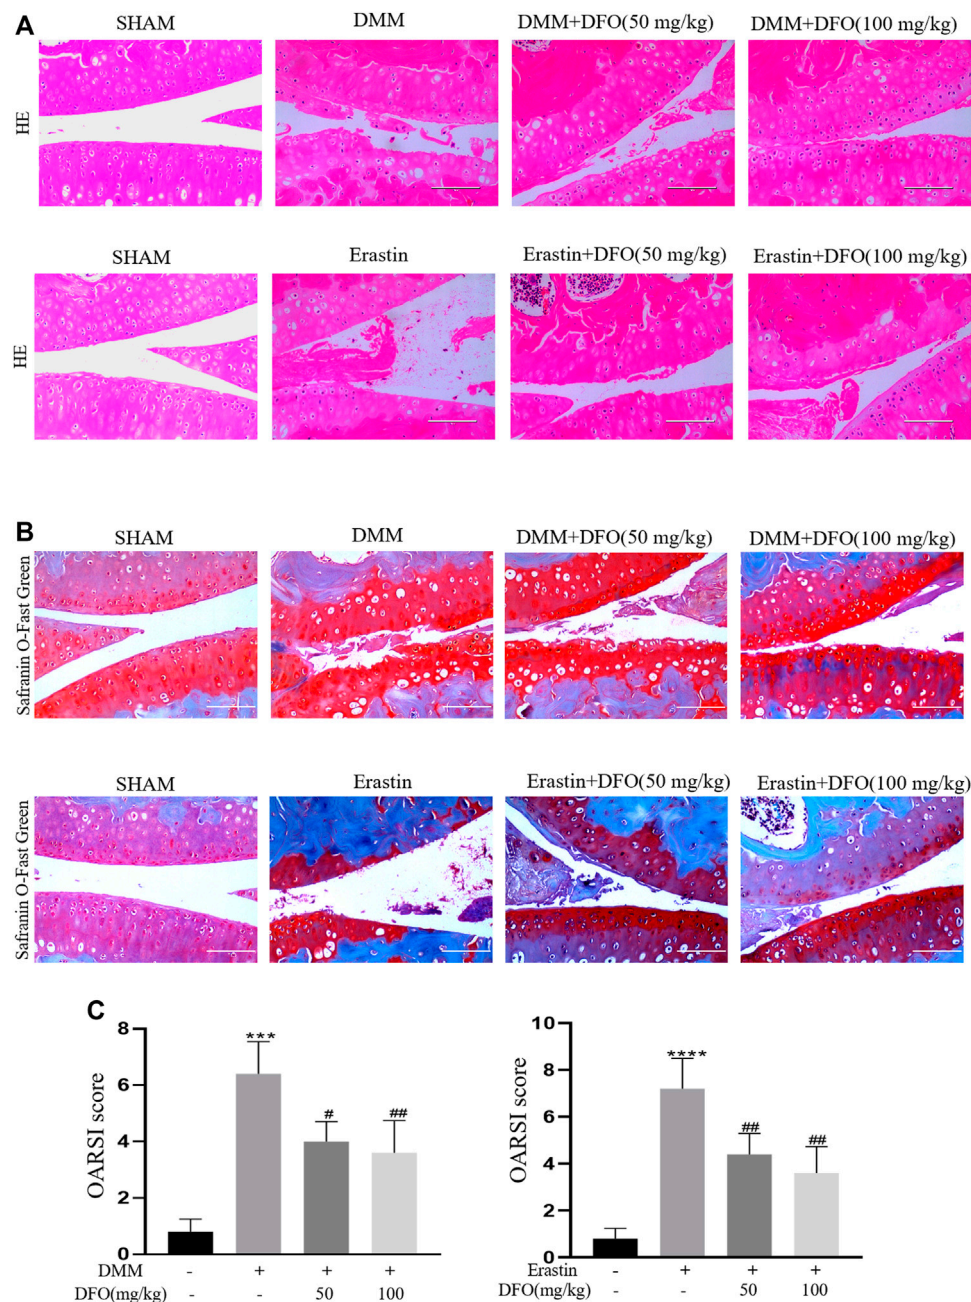 A
SHAM DMM DMM+DFO(50 mg/kg) DMM+DFO(100 mg/kg)
HE
SHAM Erastin Erastin+DFO(50 mg/kg) Erastin+DFO(100 mg/kg)
HE
B
SHAM DMM DMM+DFO(50 mg/kg) DMM+DFO(100 mg/kg)
Safranin O-Fast Green
SHAM Erastin Erastin+DFO(50 mg/kg) Erastin+DFO(100 mg/kg)
Safranin O-Fast Green
C
OARSI score
8
6
4
2
0
*** # ##
DMM - + + +
DFO(mg/kg) - - 50 100
OARSI score
10
8
6
4
2
0
**** ## ##
Erastin - + + +
DFO(mg/kg) - - 50 100